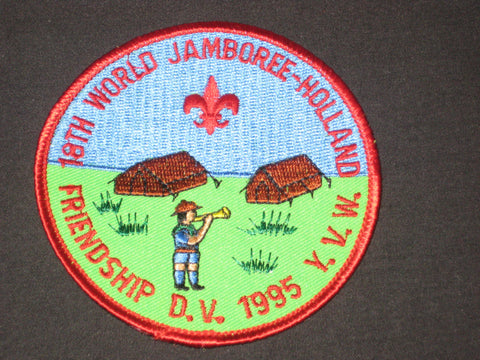 18TH WORLD JAMBOREE-HOLLAND
FRIENDSHIP D.V. 1995 Y.V.W.